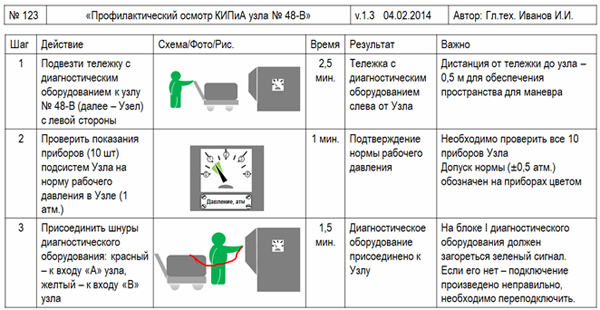 № 123 «Профилактический осмотр КИПиА узла № 48-В» v.1.3 04.02.2014 Автор: Гл.тех. Иванов И.И.
Шаг Действие Схема/Фото/Рис. Время Результат Важно
1 Подвезти тележку с
диагностическим
оборудованием к узлу
№ 48-В (далее – Узел)
с левой стороны
2,5
мин.
Тележка с
диагностическим
оборудованием
слева от Узла
Дистанция от тележки до узла –
0,5 м для обеспечения
пространства для маневра
2 Проверить показания
приборов (10 шт)
подсистем Узла на
норму рабочего
давления в Узле (1
атм.)
Давление, атм
1 мин.
Подтверждение
нормы рабочего
давления
Необходимо проверить все 10
приборов Узла
Допуск нормы (±0,5 атм.)
обозначен на приборах цветом
3 Присоединить шнуры
диагностического
оборудования: красный
– к входу «А» узла,
желтый – к входу «В»
узла
1,5
мин.
Диагностическое
оборудование
присоединено к
Узлу
На блоке I диагностического
оборудования должен
загореться зеленый сигнал.
Если его нет – подключение
произведено неправильно,
необходимо переподключить.